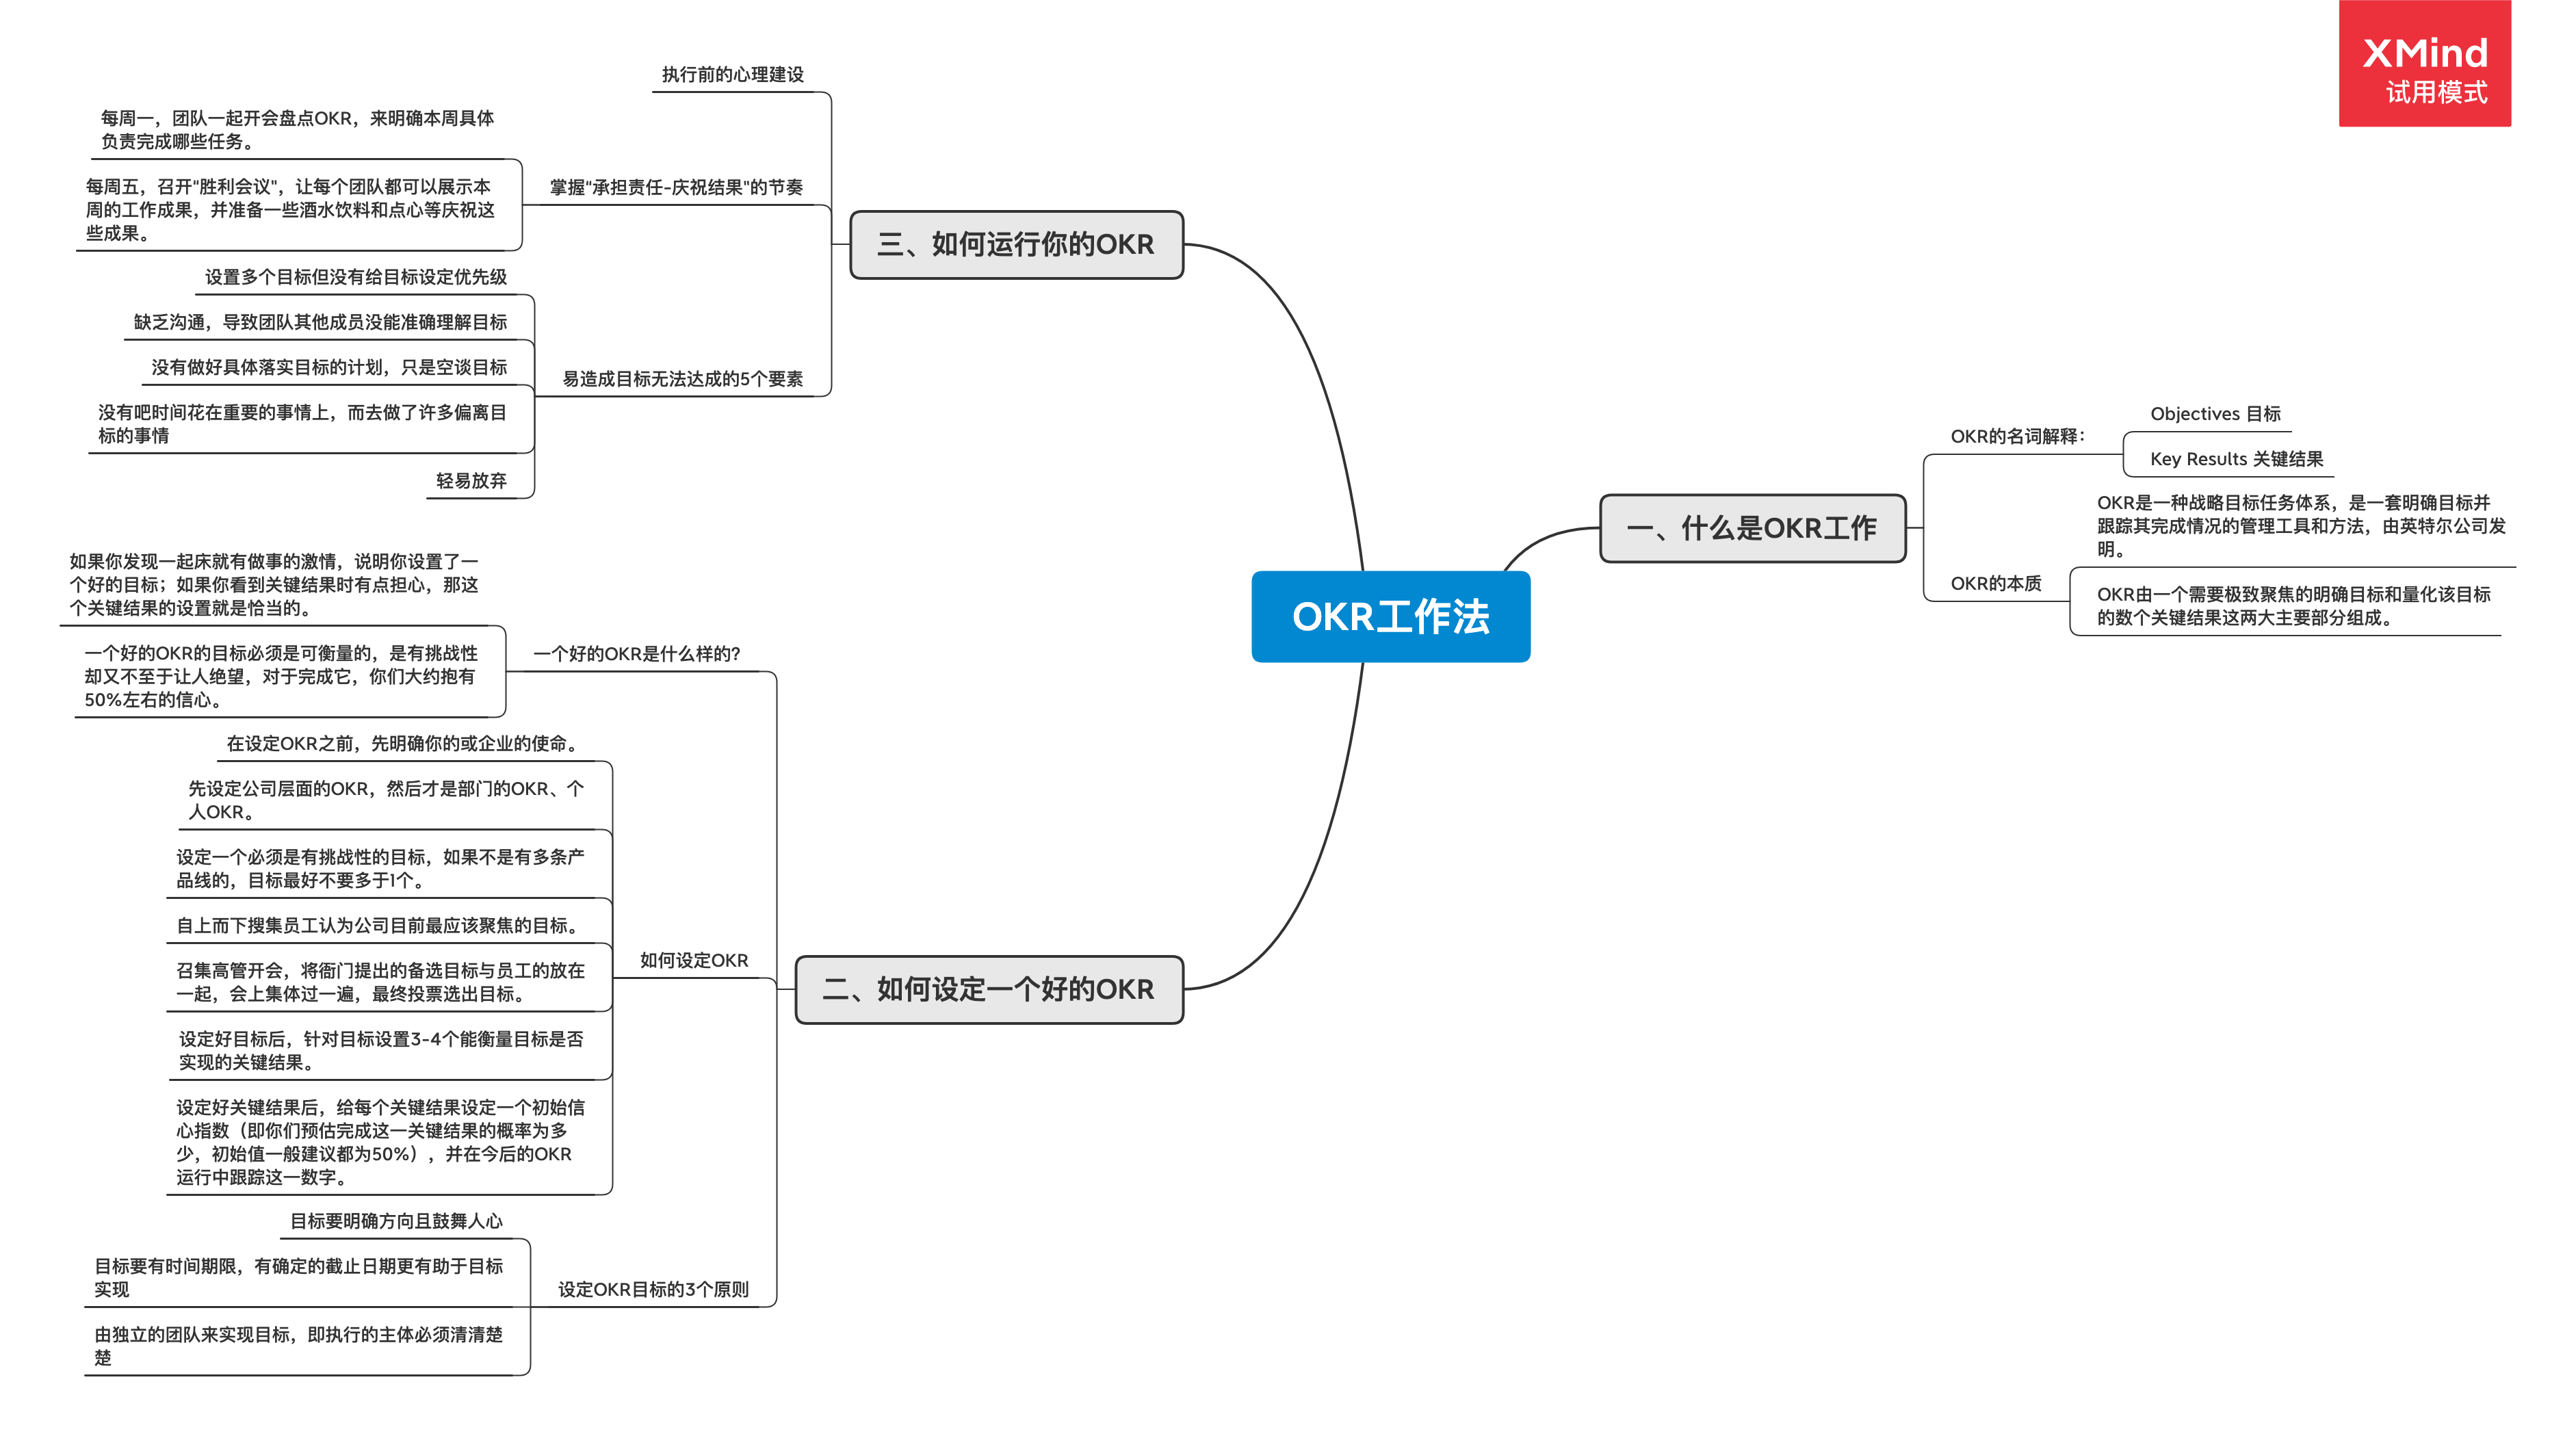 XMind
试用模式
OKR工作法
一、什么是OKR工作
OKR的名词解释：
Objectives 目标
Key Results 关键结果
OKR的本质
OKR是一种战略目标任务体系，是一套明确目标并
跟踪其完成情况的管理工具和方法，由英特尔公司发
明。
OKR由一个需要极致聚焦的明确目标和量化该目标
的数个关键结果这两大主要部分组成。
二、如何设定一个好的OKR
一个好的OKR是什么样的?
如果你发现一起床就有做事的激情，说明你设置了一
个好的目标；如果你看到关键结果时有点担心，那这
个关键结果的设置就是恰当的。
一个好的OKR的目标必须是可衡量的，是有挑战性
却又不至于让人绝望，对于完成它，你们大约抱有
50%左右的信心。
如何设定OKR
在设定OKR之前，先明确你的或企业的使命。
先设定公司层面的OKR，然后才是部门的OKR、个
人OKR。
设定一个必须是有挑战性的目标，如果不是有多条产
品线的，目标最好不要多于1个。
自上而下搜集员工认为公司目前最应该聚焦的目标。
召集高管开会，将衙门提出的备选目标与员工的放在
一起，会上集体过一遍，最终投票选出目标。
设定好目标后，针对目标设置3-4个能衡量目标是否
实现的关键结果。
设定好关键结果后，给每个关键结果设定一个初始信
心指数（即你们预估完成这一关键结果的概率为多
少，初始值一般建议都为50%），并在今后的OKR
运行中跟踪这一数字。
设定OKR目标的3个原则
目标要明确方向且鼓舞人心
目标要有时间期限，有确定的截止日期更有助于目标
实现
由独立的团队来实现目标，即执行的主体必须清清楚
楚
三、如何运行你的OKR
执行前的心理建设
掌握"承担责任-庆祝结果"的节奏
每周一，团队一起开会盘点OKR，来明确本周具体
负责完成哪些任务。
每周五，召开"胜利会议"，让每个团队都可以展示本
周的工作成果，并准备一些酒水饮料和点心等庆祝这
些成果。
易造成目标无法达成的5个要素
设置多个目标但没有给目标设定优先级
缺乏沟通，导致团队其他成员没能准确理解目标
没有做好具体落实目标的计划，只是空谈目标
没有吧时间花在重要的事情上，而去做了许多偏离目
标的事情
轻易放弃